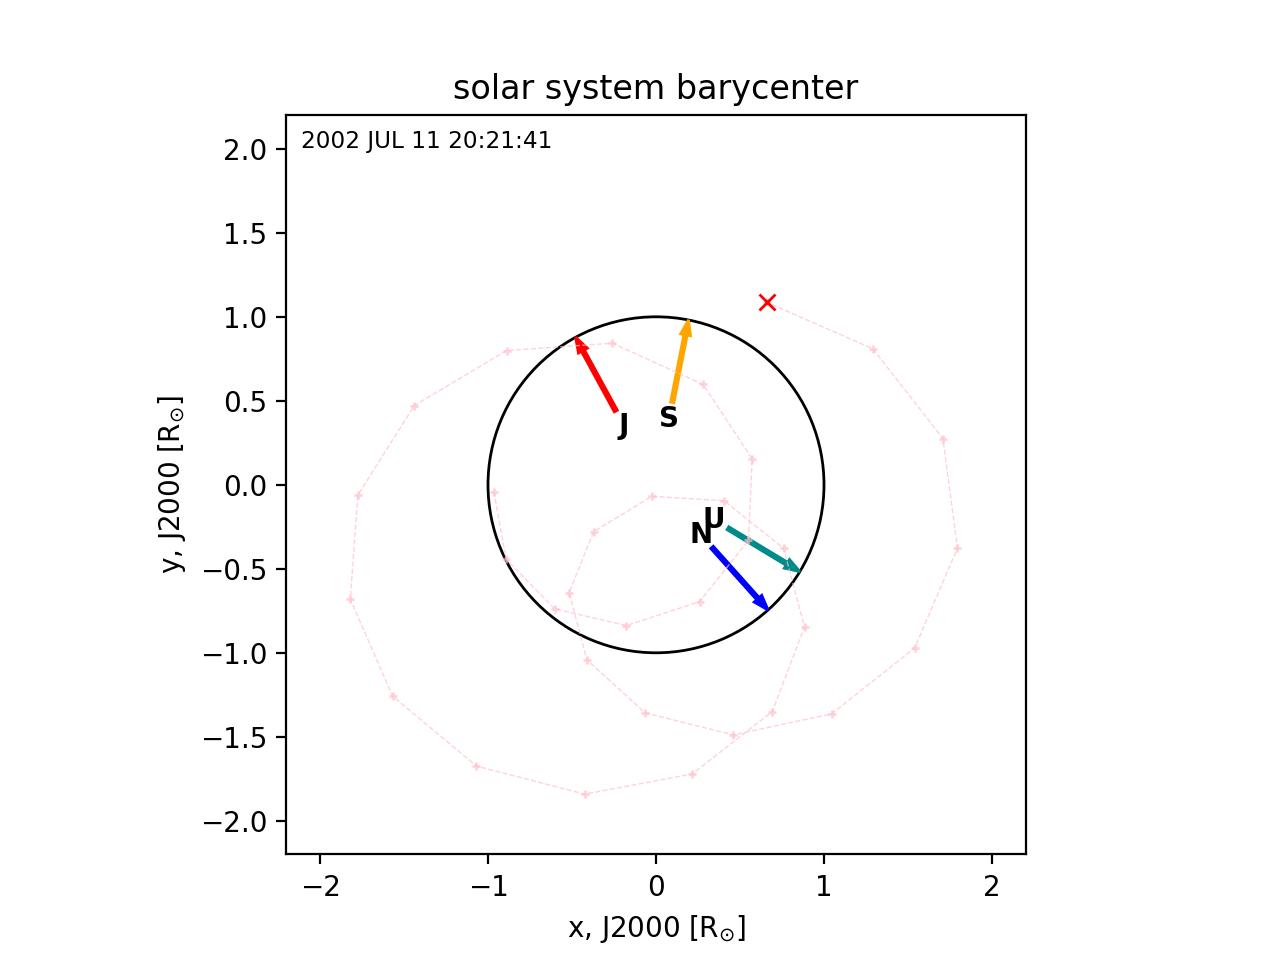 solar system barycenter
2002 JUL 11 20:21:41
2.0
1.5
1.0
0.5
0.0
−0.5
−1.0
−1.5
−2.0
y, J2000 [R☉]
J
S
U
N
−2 −1 0 1 2
x, J2000 [R☉]